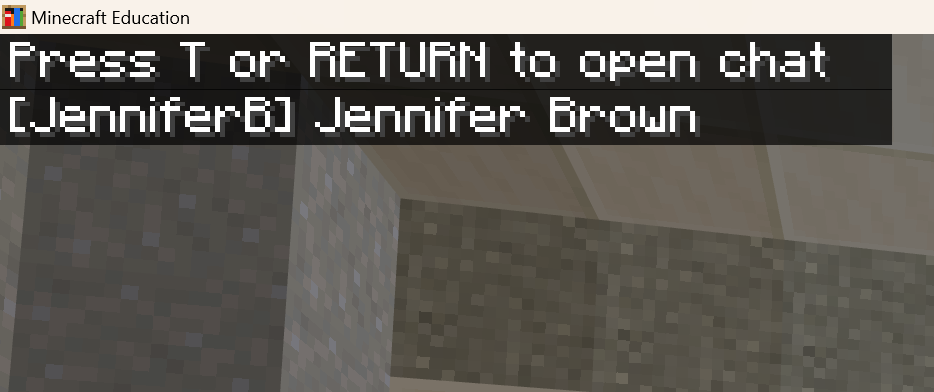 Minecraft Education
Press T or RETURN to open chat
[JenniferB] Jennifer Brown